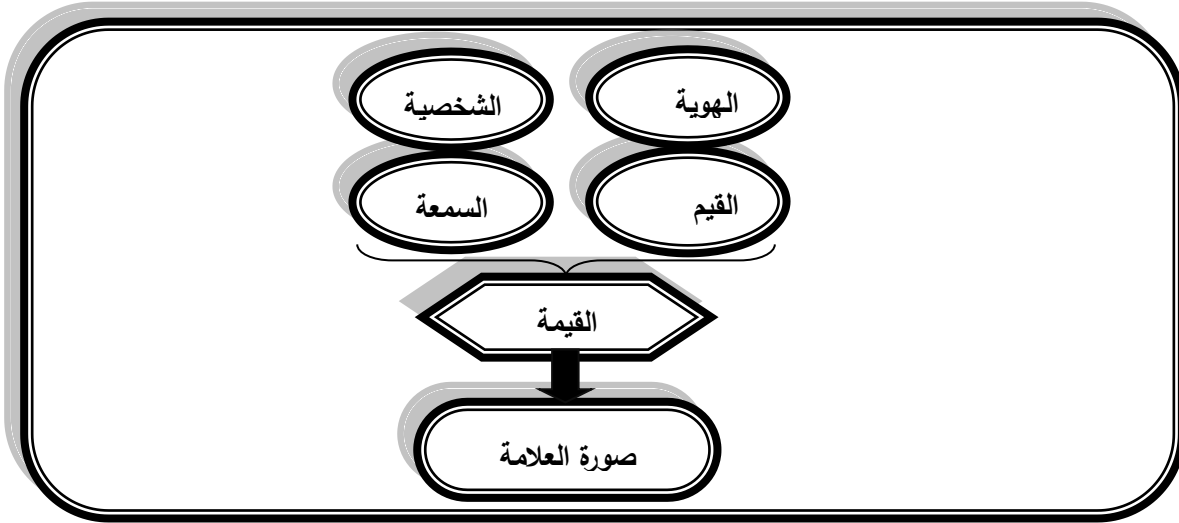 الهوية
الشخصية
القيم
السمعة
القيمة
صورة العلامة